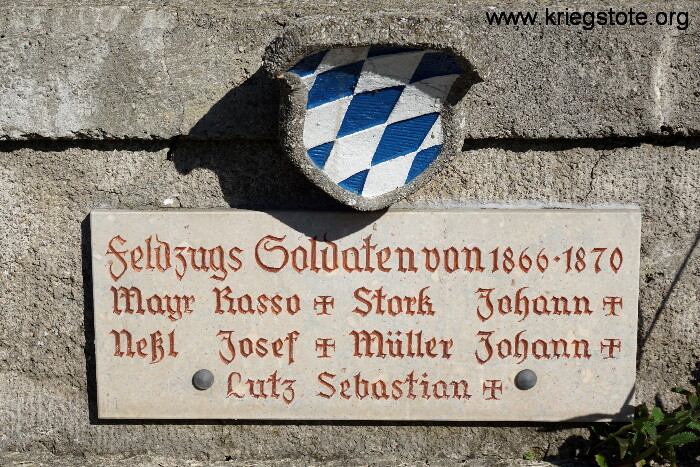 www.kriegstote.org
Feldzugs Soldaten von 1866 · 1870
Mayr Rasso ✠ Stork Johann ✠
Neßl Josef ✠ Müller Johann ✠
Lutz Sebastian ✠